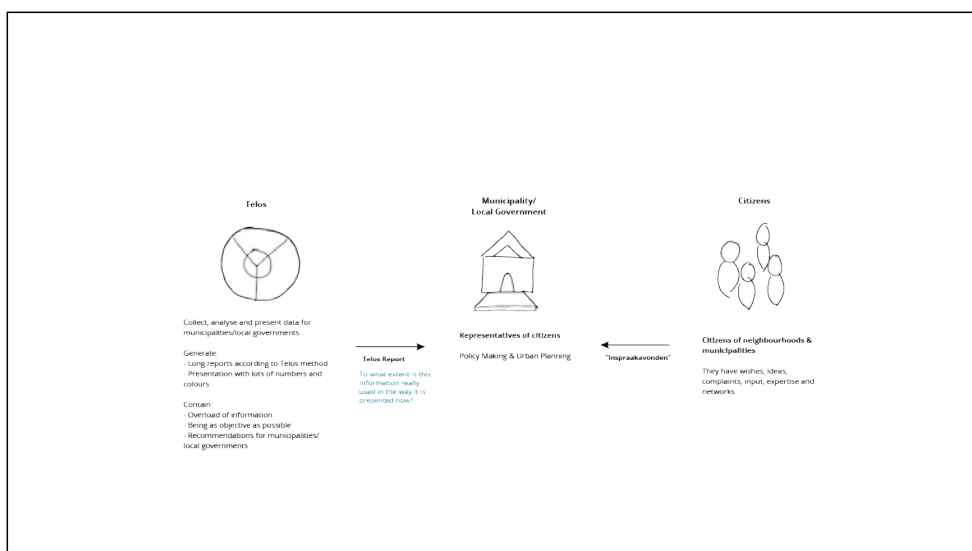 Telos
Collect, analyse and present data for
municipalities/local governments
Generate:
- Long reports according to Telos method
- Presentation with lots of numbers and
colours
Contain:
- Overload of information
- Being as objective as possible
- Recommendations for municipalities/
local governments
Telos Report
To what extent is this
information really
used in the way it is
presented now?
Municipality/
Local Government
Representatives of citizens
Policy Making & Urban Planning
"Inspraakavonden"
Citizens
Citizens of neighbourhoods &
municipalities
They have wishes, ideas,
complaints, input, expertise and
networks